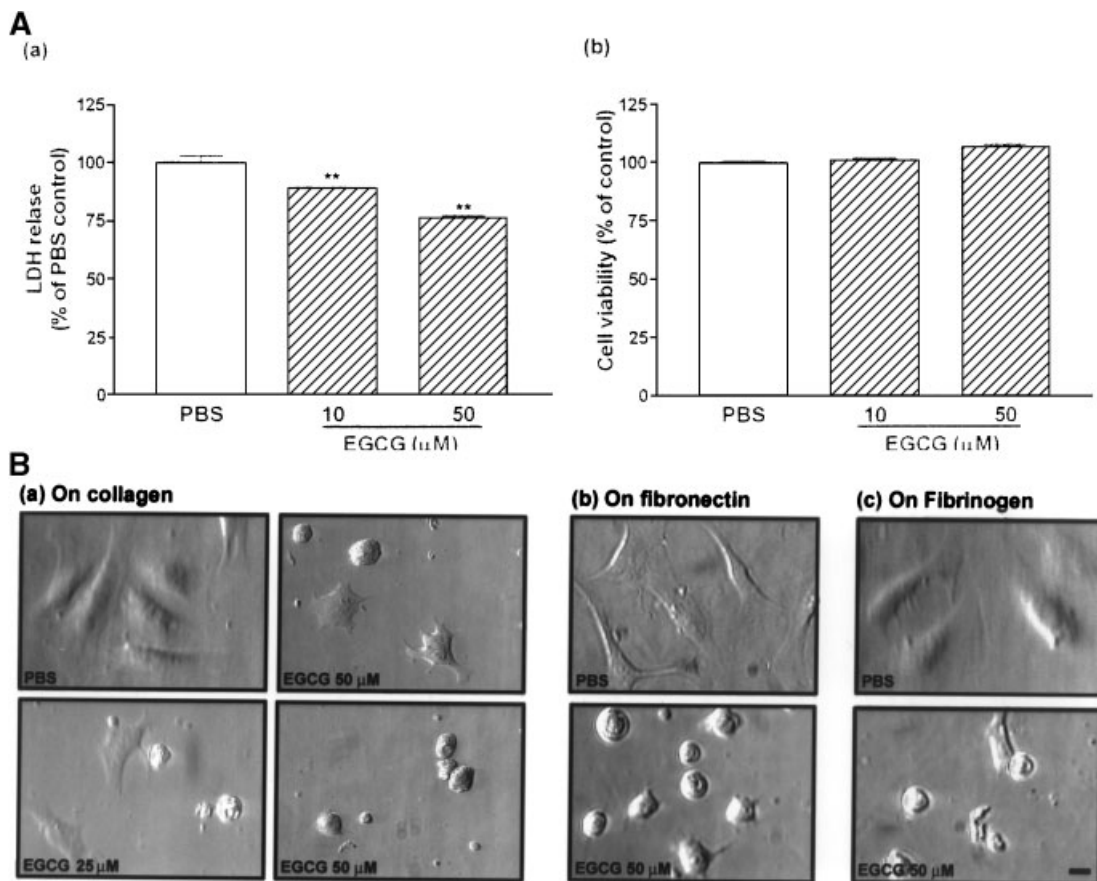 A
(a)
(b)
LDH relase
(% of PBS control)
125
100
75
50
25
0
**
**
PBS
10
50
EGCG (μM)
Cell viability (% of control)
125
100
75
50
25
0
PBS
10
50
EGCG (μM)
B
(a) On collagen
(b) On fibronectin
(c) On Fibrinogen
PBS
EGCG 50 μM
PBS
PBS
EGCG 25 μM
EGCG 50 μM
EGCG 50 μM
EGCG 50 μM